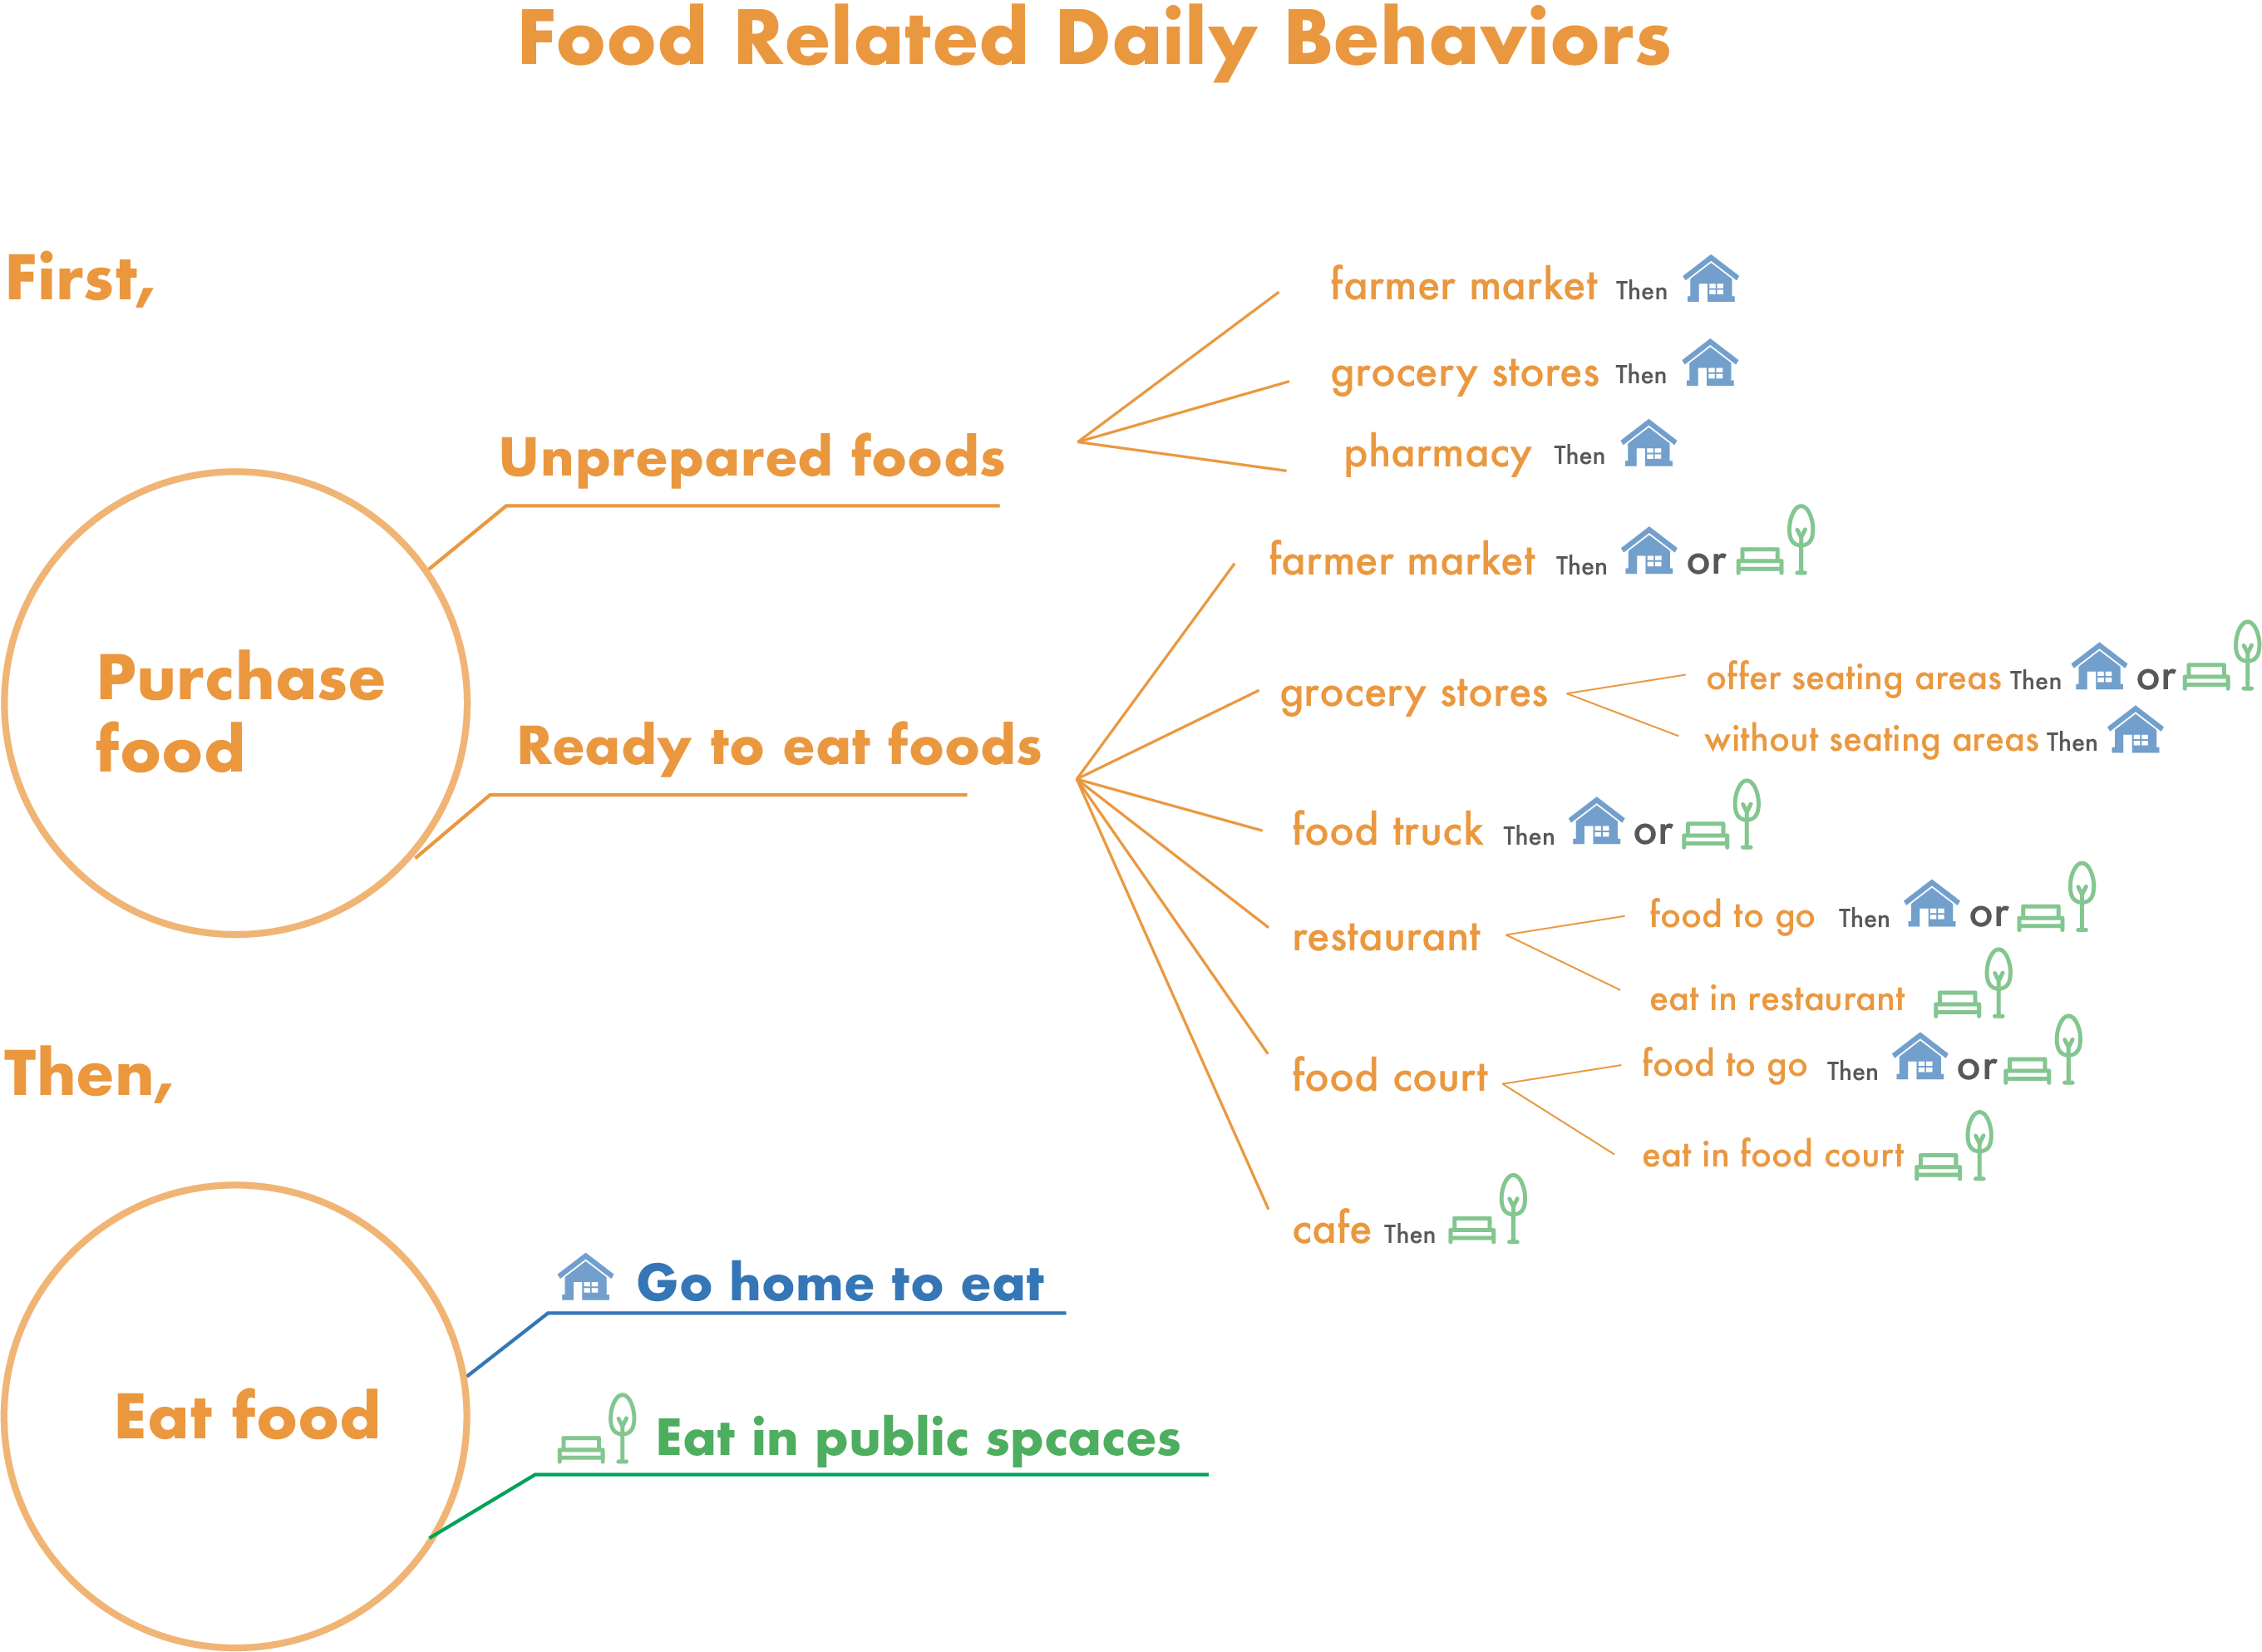 Food Related Daily Behaviors
First,
farmer market Then
grocery stores Then
Unprepared foods
pharmacy Then
farmer market Then or
Purchase
food
grocery stores
offer seating areas Then or
without seating areas Then
Ready to eat foods
food truck Then or
restaurant
food to go Then or
eat in restaurant
Then,
food court
food to go Then or
eat in food court
cafe Then
Go home to eat
Eat food
Eat in public spcaces